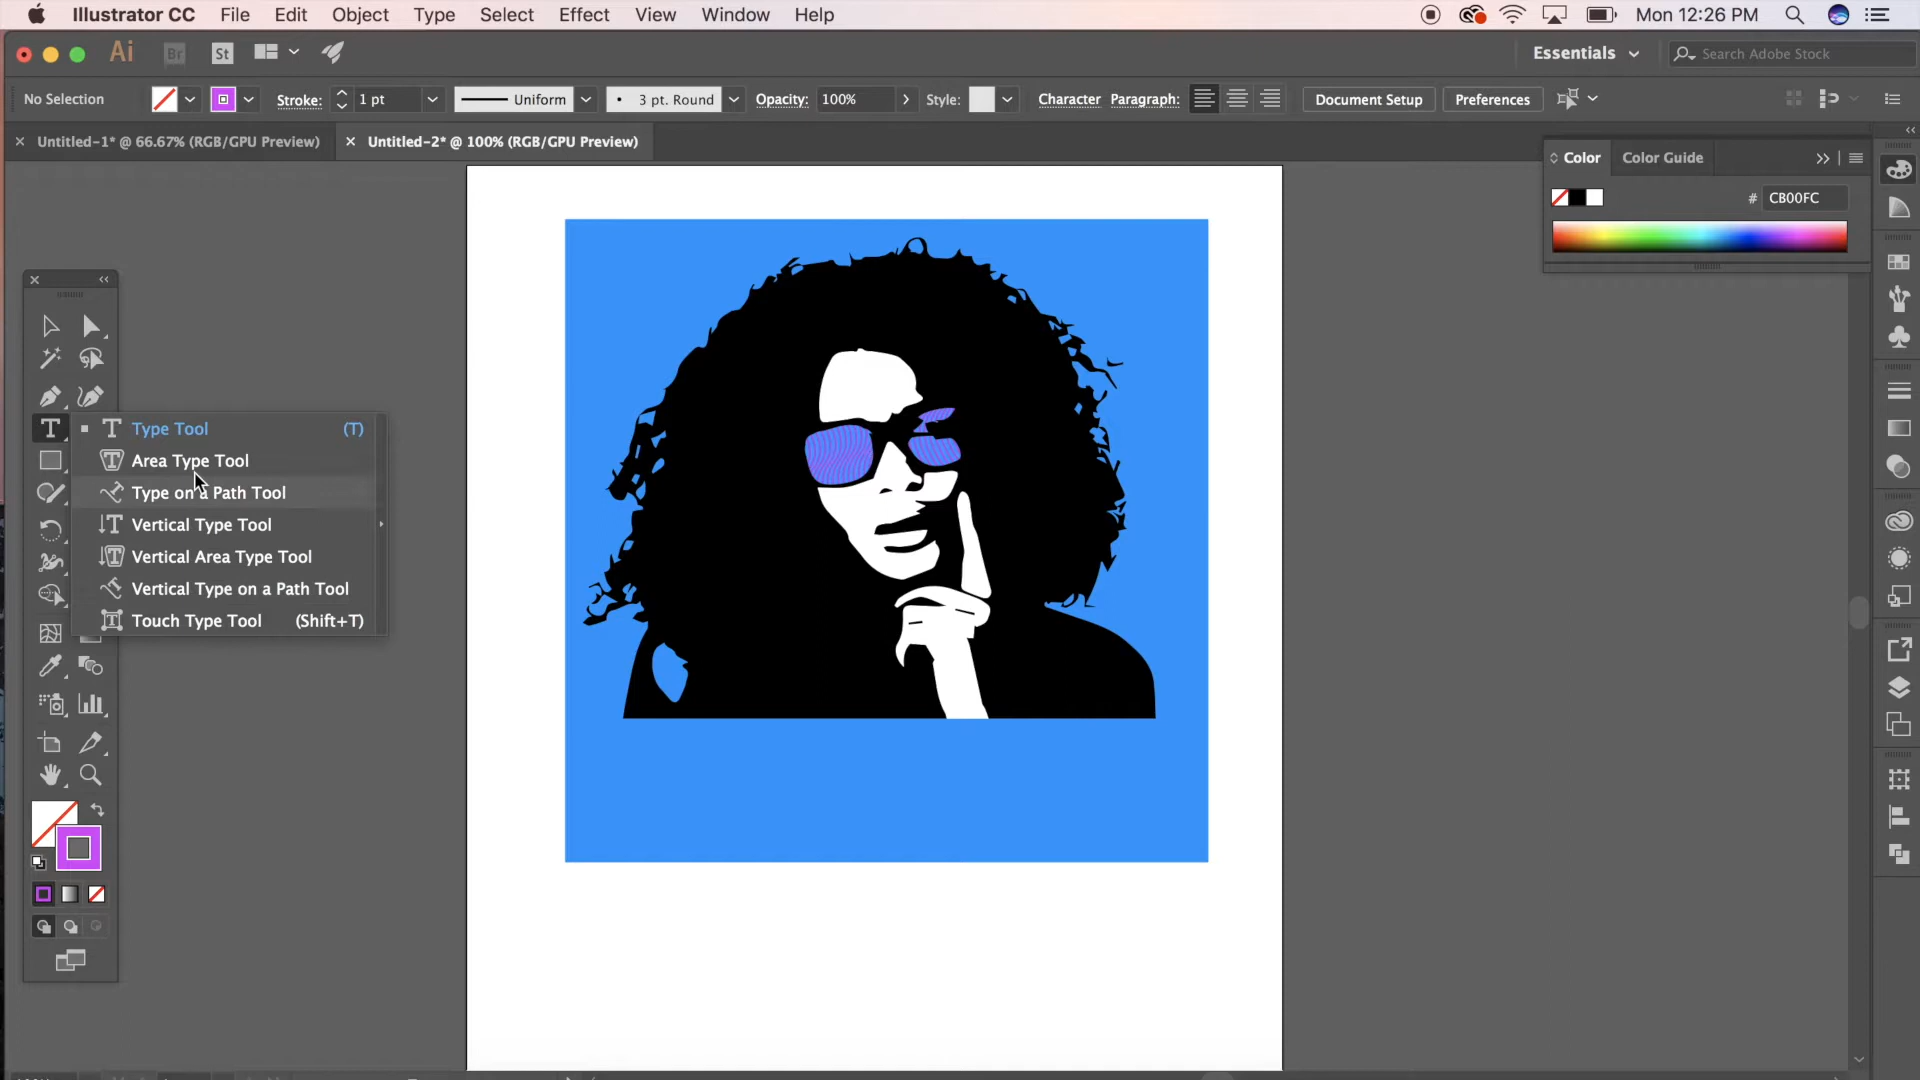 Illustrator CC File Edit Object Type Select Effect View Window Help Mon 12:26 PM
Ai Br St Essentials Search Adobe Stock
No Selection Stroke: 1 pt Uniform 3 pt. Round Opacity: 100% Style: Character Paragraph: Document Setup Preferences
Untitled-1* @ 66.67% (RGB/GPU Preview) Untitled-2* @ 100% (RGB/GPU Preview)
Color Color Guide
# CB00FC
T T Type Tool (T)
Area Type Tool
Type on a Path Tool
Vertical Type Tool
Vertical Area Type Tool
Vertical Type on a Path Tool
Touch Type Tool (Shift+T)